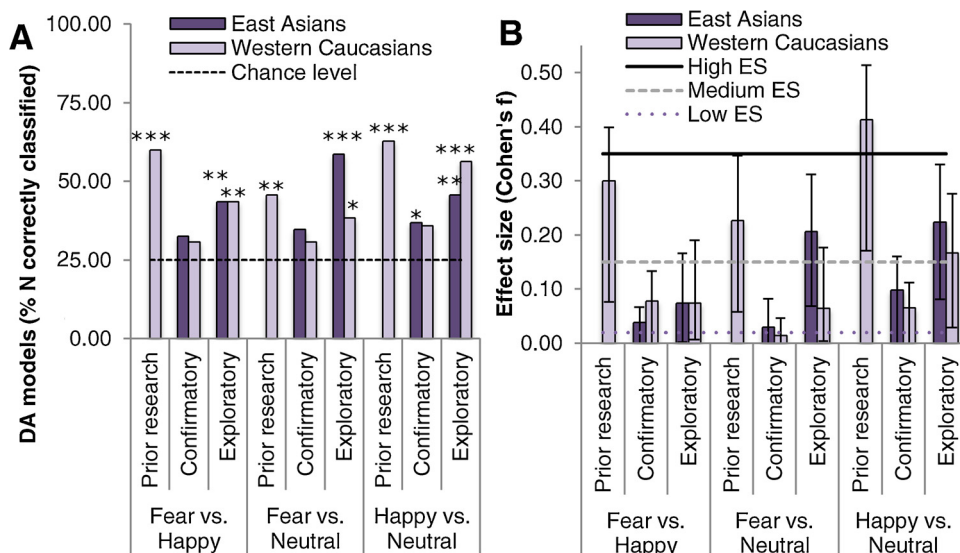 A
East Asians
Western Caucasians
Chance level
DA models (% N correctly classified)
100.00
75.00
50.00
25.00
0.00
***
**
**
**
***
*
***
*
**
***
Prior research
Confirmatory
Exploratory
Prior research
Confirmatory
Exploratory
Prior research
Confirmatory
Exploratory
Fear vs.
Happy
Fear vs.
Neutral
Happy vs.
Neutral
B
East Asians
Western Caucasians
High ES
Medium ES
Low ES
Effect size (Cohen's f)
0.50
0.40
0.30
0.20
0.10
0.00
Prior research
Confirmatory
Exploratory
Prior research
Confirmatory
Exploratory
Prior research
Confirmatory
Exploratory
Fear vs.
Happy
Fear vs.
Neutral
Happy vs.
Neutral